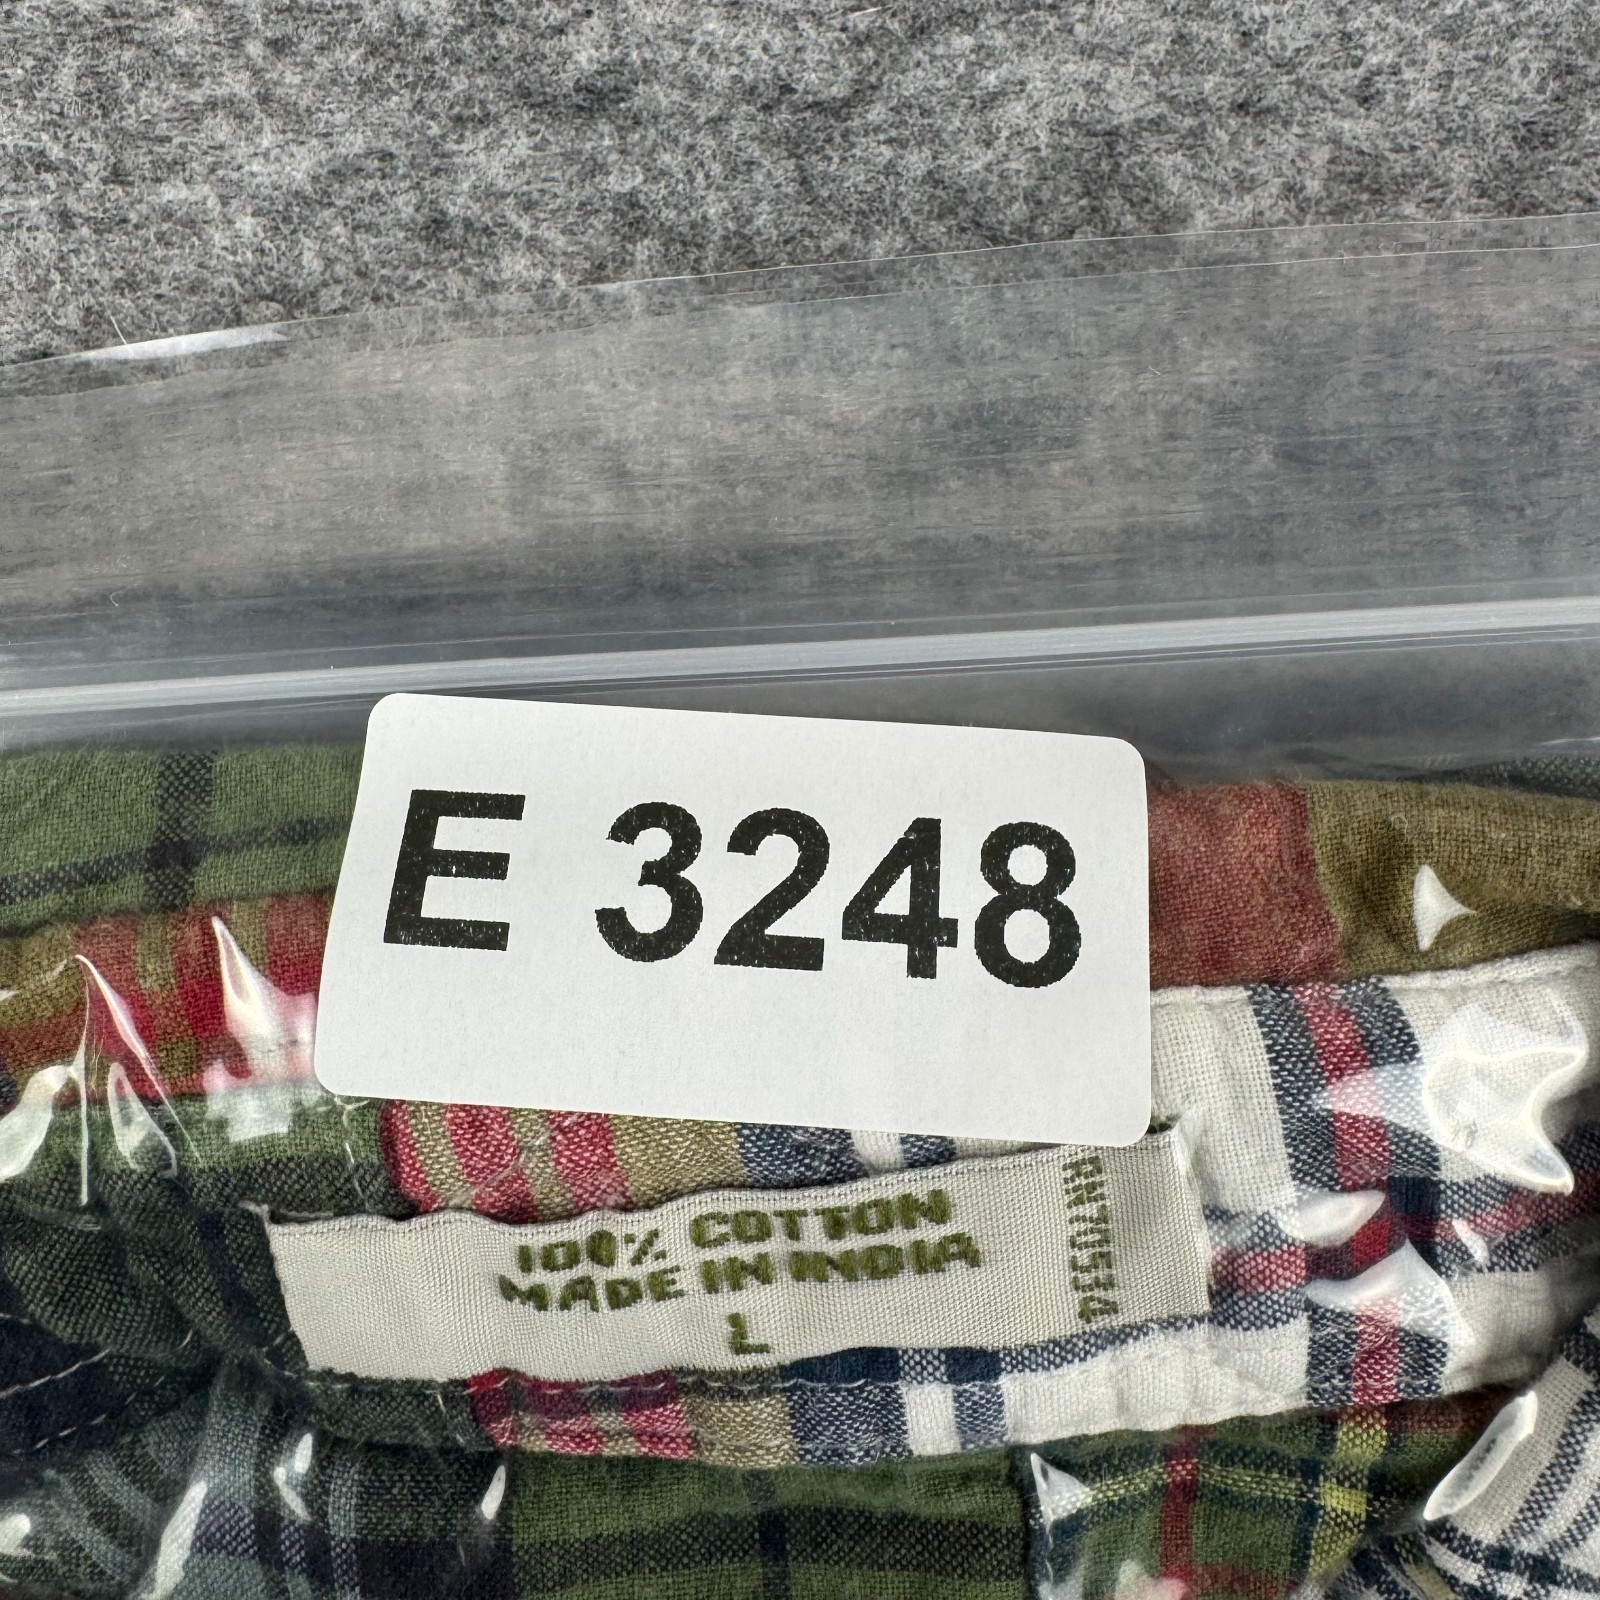 E 3248
100% COTTON
MADE IN INDIA
L